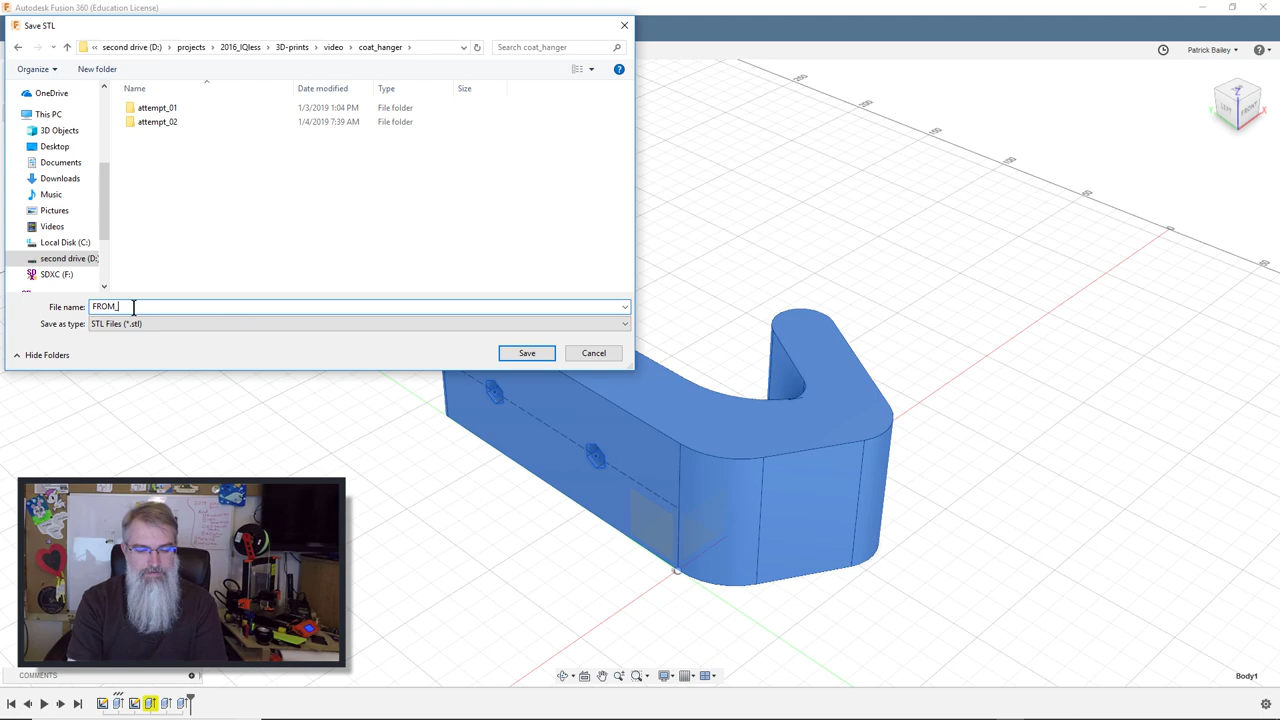 Autodesk Fusion 360 (Education License)
Save STL
« second drive (D:) › projects › 2016_IQless › 3D-prints › video › coat_hanger ›
Search coat_hanger
Patrick Bailey
Organize
New folder
Name
Date modified
Type
Size
OneDrive
This PC
3D Objects
Desktop
Documents
Downloads
Music
Pictures
Videos
Local Disk (C:)
second drive (D:
SDXC (F:)
attempt_01 1/3/2019 1:04 PM File folder
attempt_02 1/4/2019 7:39 AM File folder
File name: FROM_
Save as type: STL Files (*.stl)
Hide Folders
Save
Cancel
LEFT
FRONT
Z
Y
X
COMMENTS
Body1